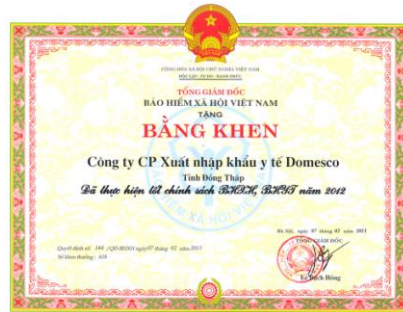 CỘNG HÒA XÃ HỘI CHỦ NGHĨA VIỆT NAM
ĐỘC LẬP - TỰ DO - HẠNH PHÚC
TỔNG GIÁM ĐỐC
BẢO HIỂM XÃ HỘI VIỆT NAM
TẶNG
BẰNG KHEN
Công ty CP Xuất nhập khẩu y tế Domesco
Tỉnh Đồng Tháp
Đã thực hiện tốt chính sách BHXH, BHYT năm 2012
Hà Nội, ngày 07 tháng 02 năm 2013
TỔNG GIÁM ĐỐC
Quyết định số /QĐ-BHXH ngày 07 tháng 02 năm 2013
Số khen thưởng:
Lê Bạch Hồng